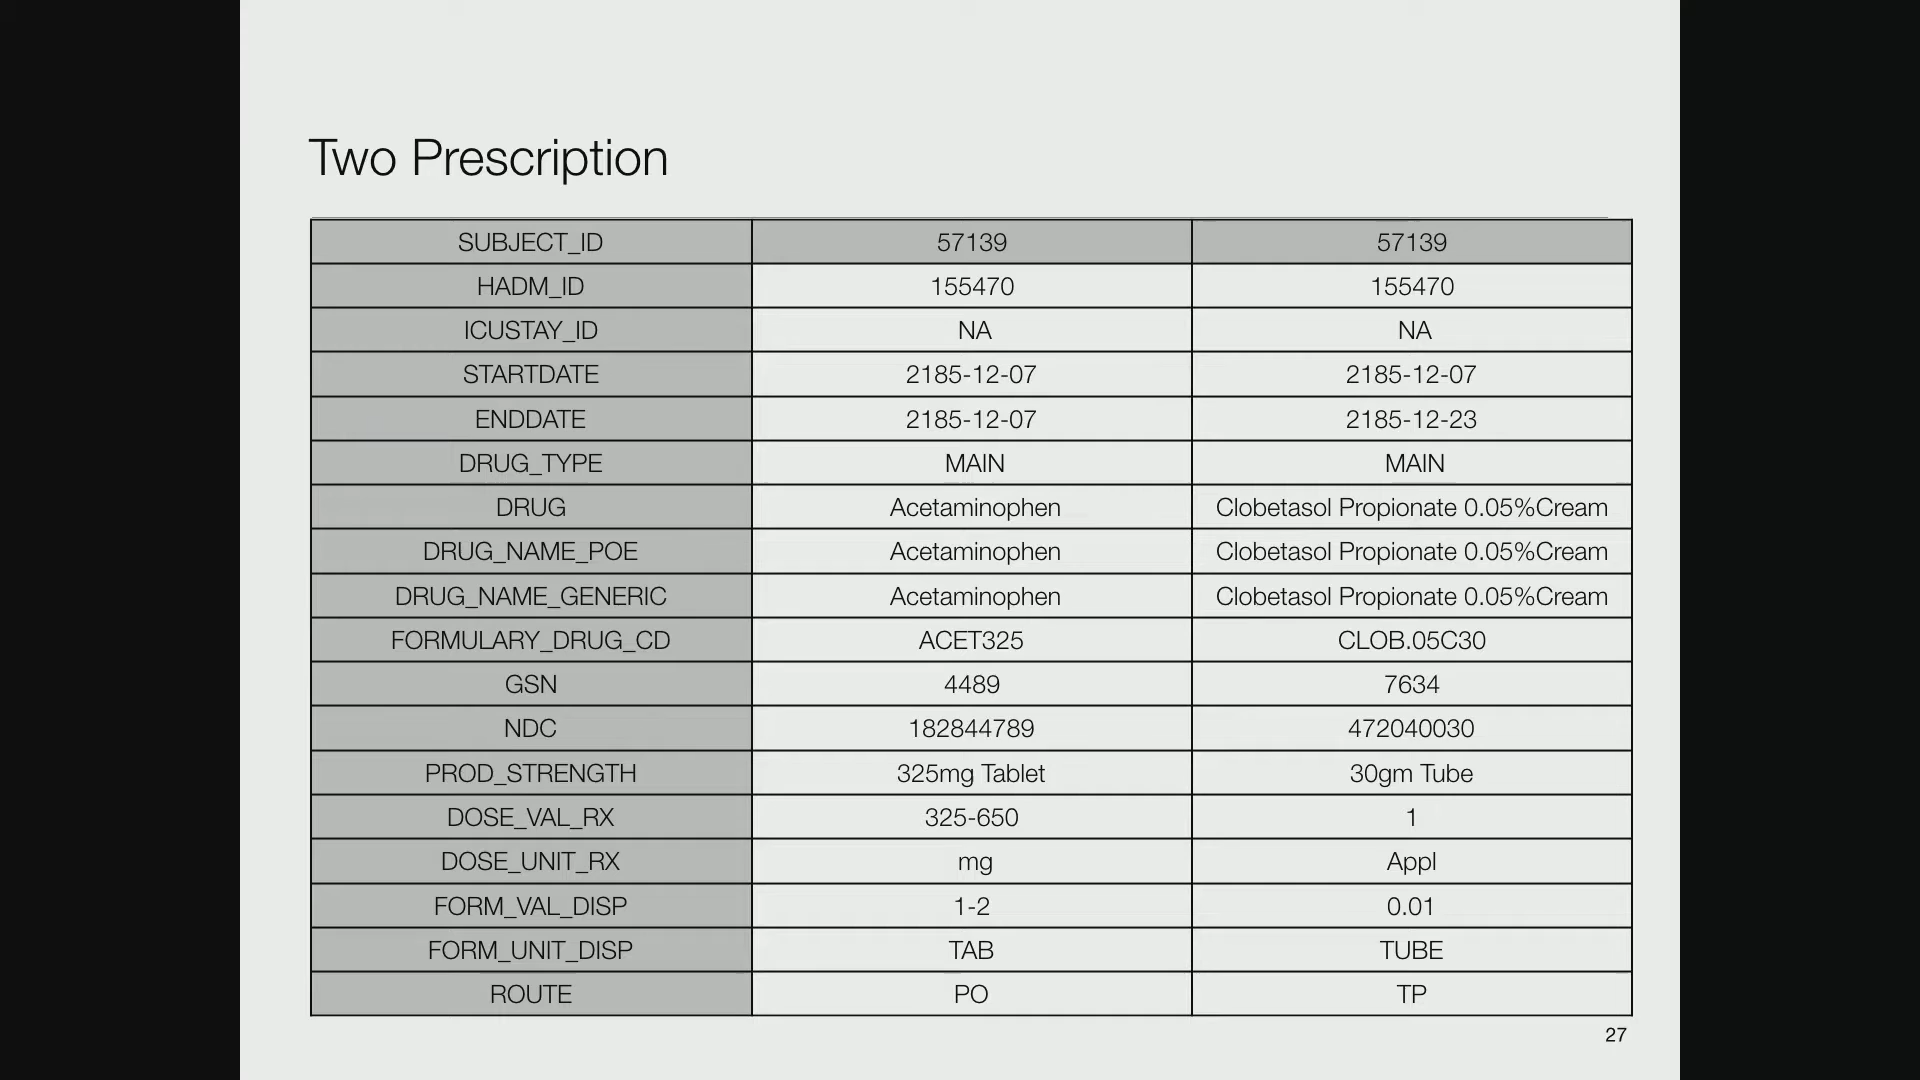 Two Prescription
SUBJECT_ID 57139 57139
HADM_ID 155470 155470
ICUSTAY_ID NA NA
STARTDATE 2185-12-07 2185-12-07
ENDDATE 2185-12-07 2185-12-23
DRUG_TYPE MAIN MAIN
DRUG Acetaminophen Clobetasol Propionate 0.05%Cream
DRUG_NAME_POE Acetaminophen Clobetasol Propionate 0.05%Cream
DRUG_NAME_GENERIC Acetaminophen Clobetasol Propionate 0.05%Cream
FORMULARY_DRUG_CD ACET325 CLOB.05C30
GSN 4489 7634
NDC 182844789 472040030
PROD_STRENGTH 325mg Tablet 30gm Tube
DOSE_VAL_RX 325-650 1
DOSE_UNIT_RX mg Appl
FORM_VAL_DISP 1-2 0.01
FORM_UNIT_DISP TAB TUBE
ROUTE PO TP
27